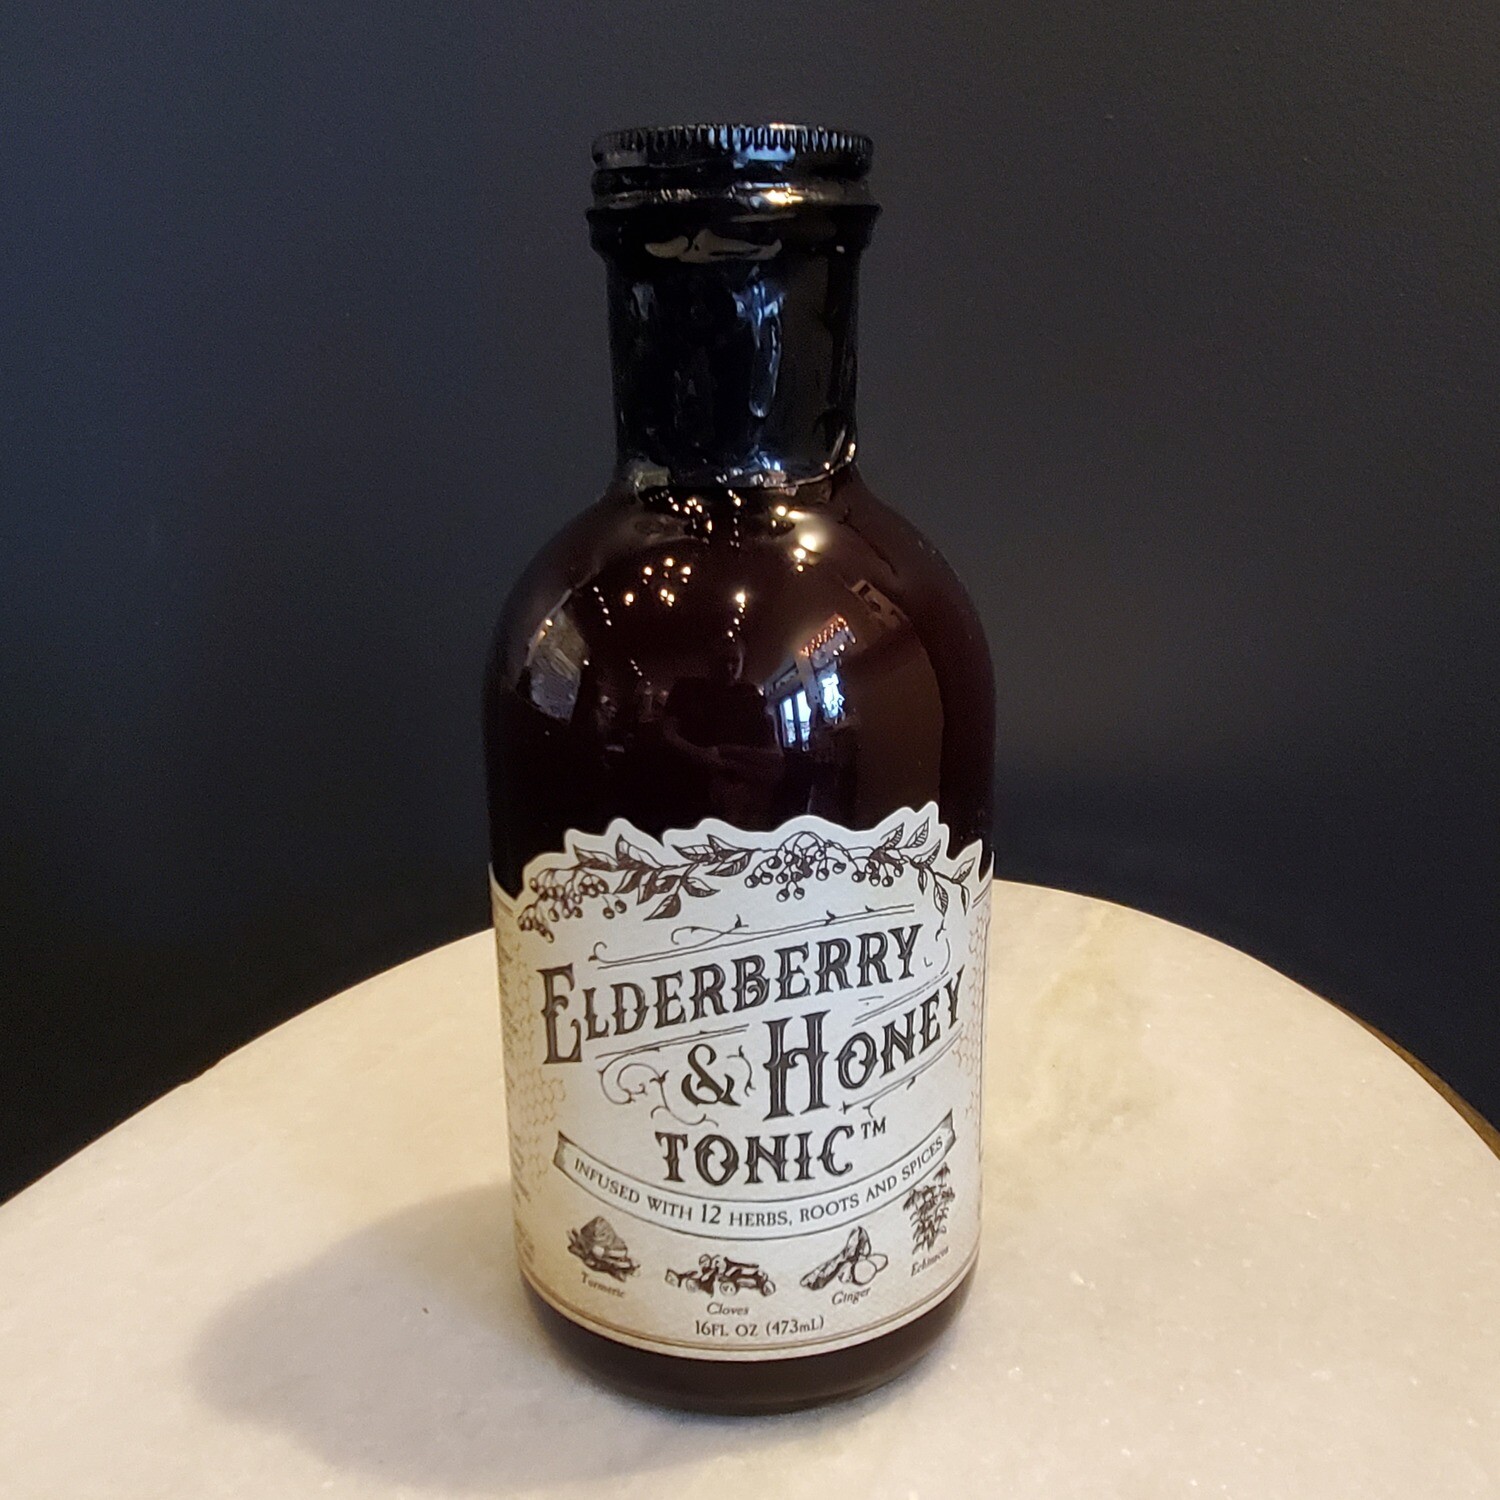 ELDERBERRY
& HONEY
TONIC™
INFUSED WITH 12 HERBS, ROOTS AND SPICES
Turmeric
Cloves
Ginger
Echinacea
16FL OZ (473mL)